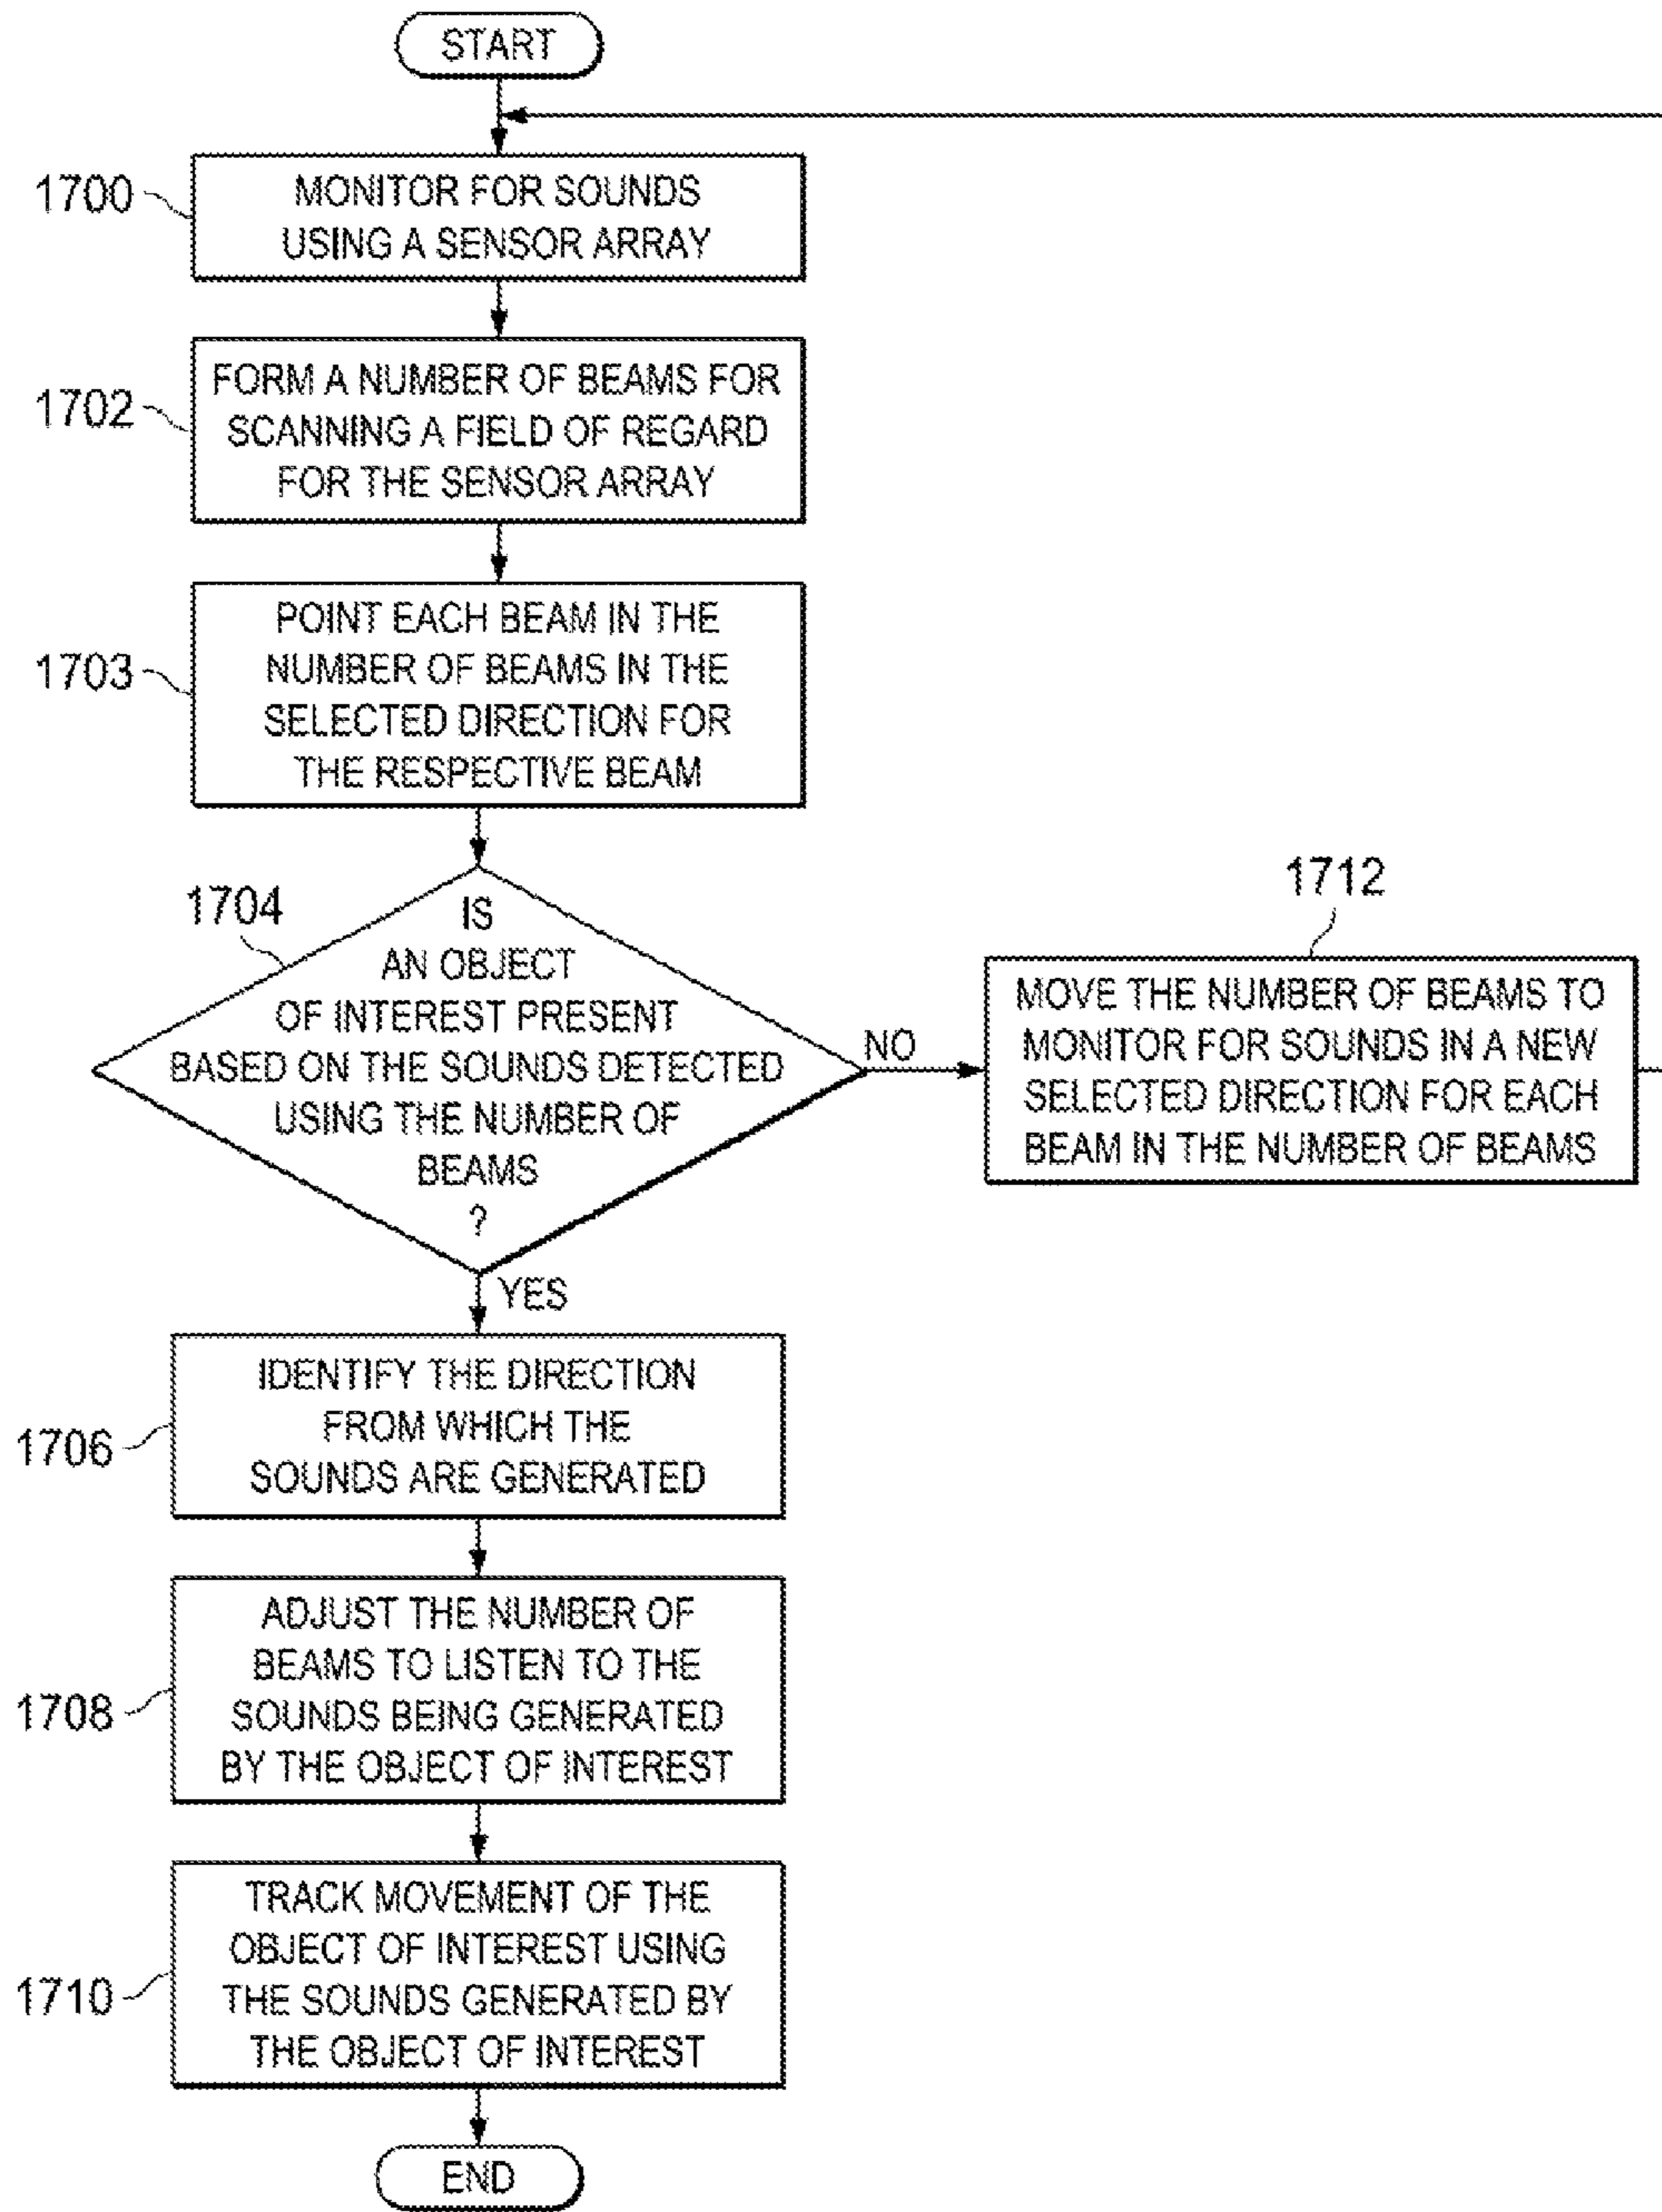 START
1700
MONITOR FOR SOUNDS
USING A SENSOR ARRAY
1702
FORM A NUMBER OF BEAMS FOR
SCANNING A FIELD OF REGARD
FOR THE SENSOR ARRAY
1703
POINT EACH BEAM IN THE
NUMBER OF BEAMS IN THE
SELECTED DIRECTION FOR
THE RESPECTIVE BEAM
1704
IS
AN OBJECT
OF INTEREST PRESENT
BASED ON THE SOUNDS DETECTED
USING THE NUMBER OF
BEAMS
?
NO
1712
MOVE THE NUMBER OF BEAMS TO
MONITOR FOR SOUNDS IN A NEW
SELECTED DIRECTION FOR EACH
BEAM IN THE NUMBER OF BEAMS
YES
1706
IDENTIFY THE DIRECTION
FROM WHICH THE
SOUNDS ARE GENERATED
1708
ADJUST THE NUMBER OF
BEAMS TO LISTEN TO THE
SOUNDS BEING GENERATED
BY THE OBJECT OF INTEREST
1710
TRACK MOVEMENT OF THE
OBJECT OF INTEREST USING
THE SOUNDS GENERATED BY
THE OBJECT OF INTEREST
END